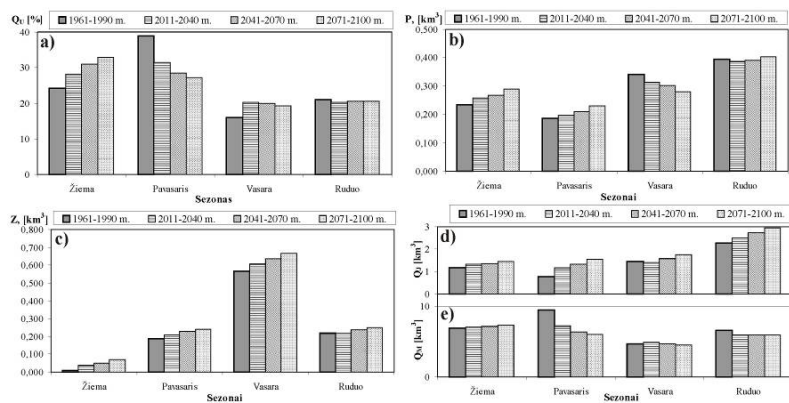 Q_U [%]
1961-1990 m. 2011-2040 m. 2041-2070 m. 2071-2100 m.
a)
40
30
20
10
0
Žiema Pavasaris Vasara Ruduo
Sezonas
P, [km³]
1961-1990 m. 2011-2040 m. 2041-2070 m. 2071-2100 m.
b)
0,500
0,400
0,300
0,200
0,100
0,000
Žiema Pavasaris Vasara Ruduo
Sezonai
Z, [km³]
1961-1990 m. 2011-2040 m. 2041-2070 m. 2071-2100 m.
c)
0,800
0,700
0,600
0,500
0,400
0,300
0,200
0,100
0,000
Žiema Pavasaris Vasara Ruduo
Sezonai
1961-1990 m. 2011-2040 m. 2041-2070 m. 2071-2100 m.
d)
[km³]
3
2
1
0
e)
Q_M [km³]
10
0
Žiema Pavasaris Vasara Ruduo
Sezonai